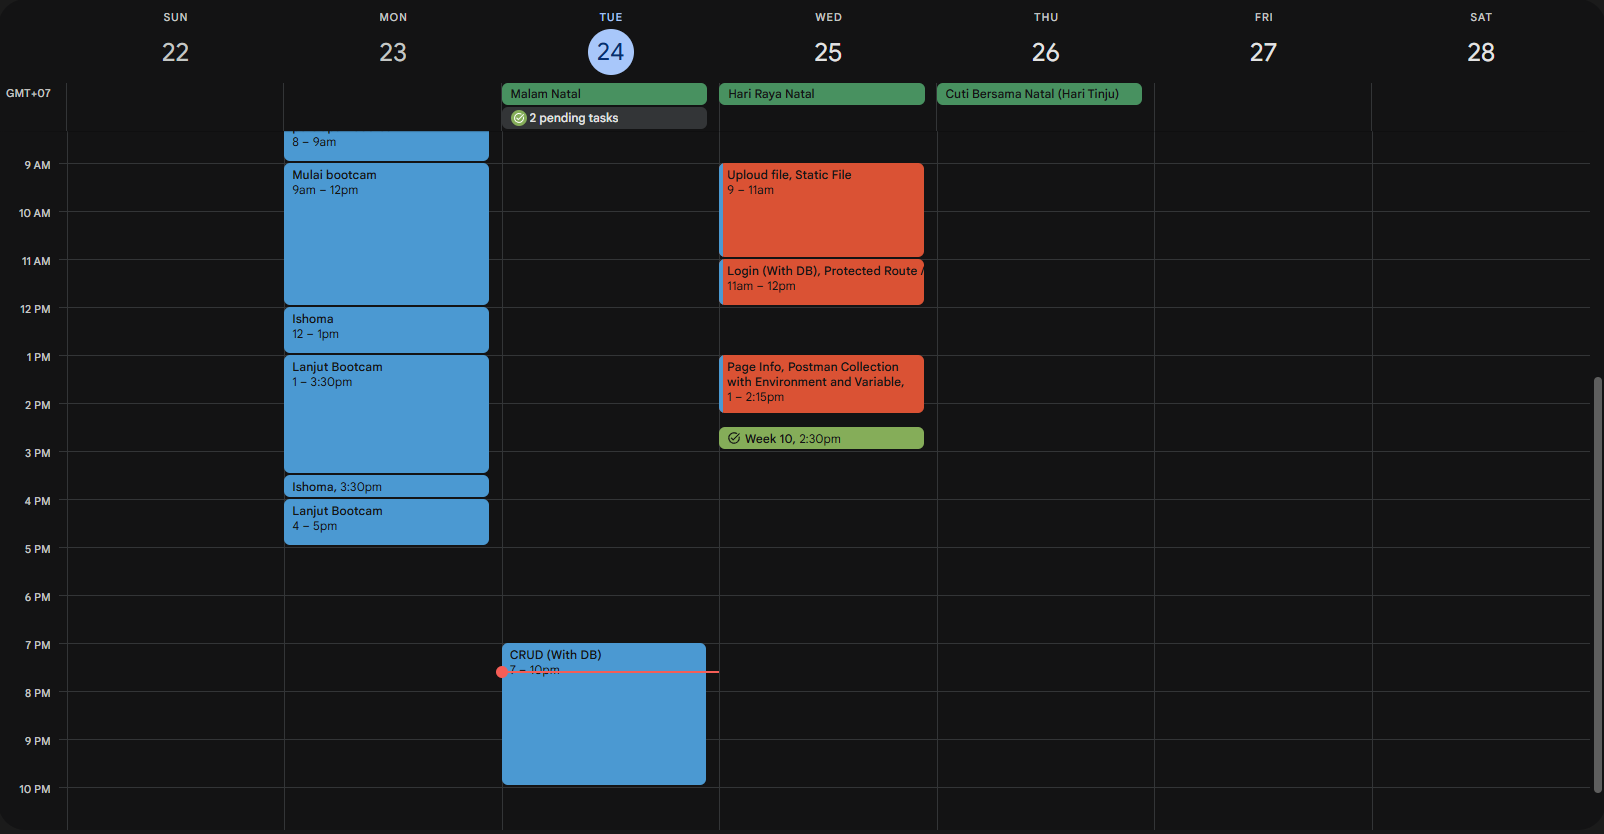 SUN
22
MON
23
TUE
24
WED
25
THU
26
FRI
27
SAT
28
GMT+07
Malam Natal
2 pending tasks
Hari Raya Natal
Cuti Bersama Natal (Hari Tinju)
9 AM
10 AM
11 AM
12 PM
1 PM
2 PM
3 PM
4 PM
5 PM
6 PM
7 PM
8 PM
9 PM
10 PM
8 – 9am
Mulai bootcam
9am – 12pm
Ishoma
12 – 1pm
Lanjut Bootcam
1 – 3:30pm
Ishoma, 3:30pm
Lanjut Bootcam
4 – 5pm
CRUD (With DB)
7 – 10pm
Uploud file, Static File
9 – 11am
Login (With DB), Protected Route /
11am – 12pm
Page Info, Postman Collection
with Environment and Variable,
1 – 2:15pm
Week 10, 2:30pm